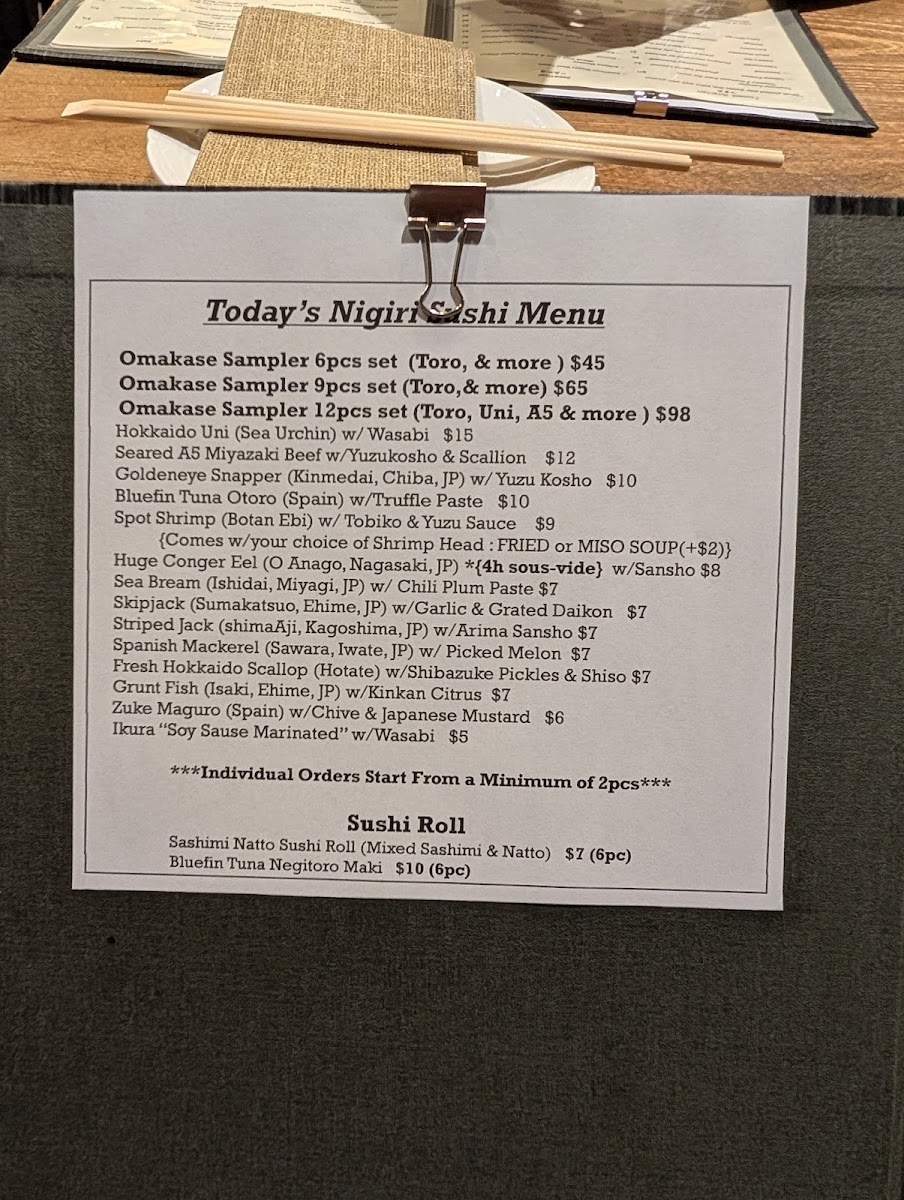 Today's Nigiri Sushi Menu
Omakase Sampler 6pcs set (Toro, & more ) $45
Omakase Sampler 9pcs set (Toro,& more) $65
Omakase Sampler 12pcs set (Toro, Uni, A5 & more ) $98
Hokkaido Uni (Sea Urchin) w/ Wasabi $15
Seared A5 Miyazaki Beef w/Yuzukosho & Scallion $12
Goldeneye Snapper (Kinmedai, Chiba, JP) w/ Yuzu Kosho $10
Bluefin Tuna Otoro (Spain) w/Truffle Paste $10
Spot Shrimp (Botan Ebi) w/ Tobiko & Yuzu Sauce $9
{Comes w/your choice of Shrimp Head : FRIED or MISO SOUP(+$2)}
Huge Conger Eel (O Anago, Nagasaki, JP) *{4h sous-vide} w/Sansho $8
Sea Bream (Ishidai, Miyagi, JP) w/ Chili Plum Paste $7
Skipjack (Sumakatsuo, Ehime, JP) w/Garlic & Grated Daikon $7
Striped Jack (shimaAji, Kagoshima, JP) w/Arima Sansho $7
Spanish Mackerel (Sawara, Iwate, JP) w/ Picked Melon $7
Fresh Hokkaido Scallop (Hotate) w/Shibazuke Pickles & Shiso $7
Grunt Fish (Isaki, Ehime, JP) w/Kinkan Citrus $7
Zuke Maguro (Spain) w/Chive & Japanese Mustard $6
Ikura "Soy Sause Marinated" w/Wasabi $5
***Individual Orders Start From a Minimum of 2pcs***
Sushi Roll
Sashimi Natto Sushi Roll (Mixed Sashimi & Natto) $7 (6pc)
Bluefin Tuna Negitoro Maki $10 (6pc)